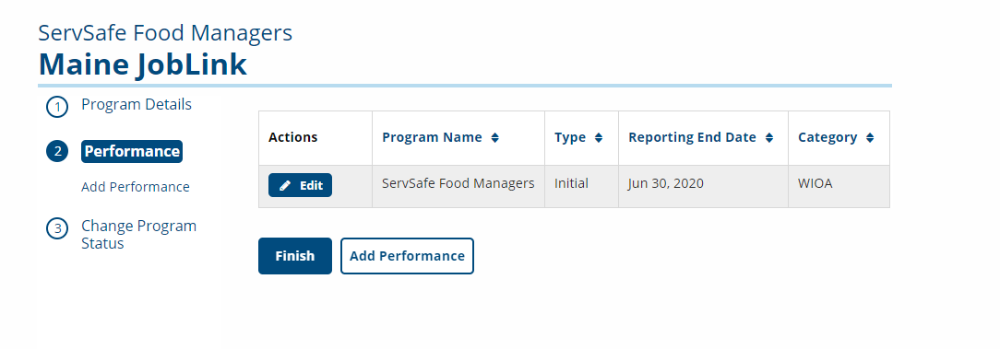 ServSafe Food Managers
Maine JobLink
1 Program Details
2 Performance
Add Performance
3 Change Program
Status
Actions Program Name Type Reporting End Date Category
Edit ServSafe Food Managers Initial Jun 30, 2020 WIOA
Finish Add Performance